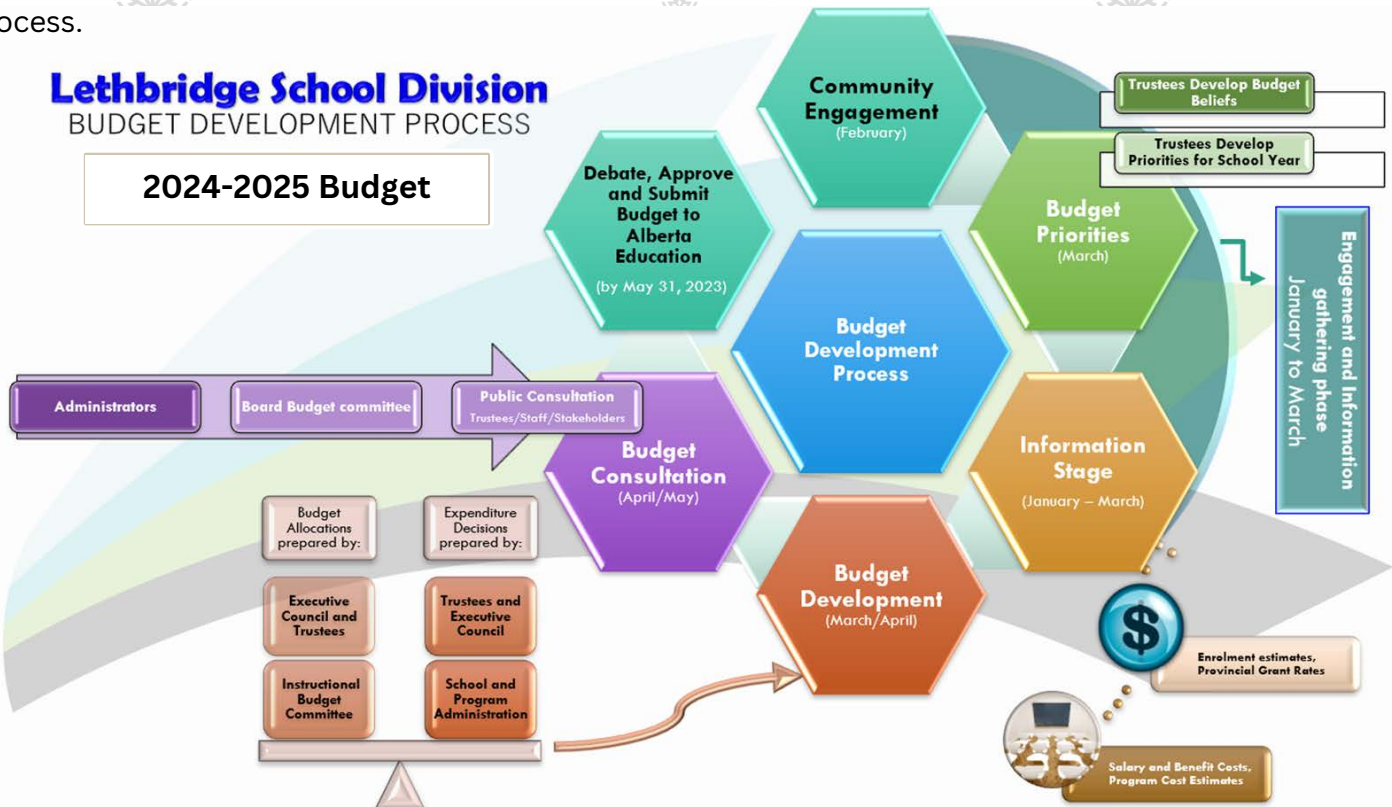 ocess.
Lethbridge School Division
BUDGET DEVELOPMENT PROCESS
2024-2025 Budget
Community
Engagement
(February)
Trustees Develop Budget
Beliefs
Trustees Develop
Priorities for School Year
Budget
Priorities
(March)
Engagement and Information
gathering phase
January to March
Debate, Approve
and Submit
Budget to
Alberta
Education
(by May 31, 2023)
Budget
Development
Process
Administrators
Board Budget committee
Public Consultation
Trustees/Staff/Stakeholders
Budget
Consultation
(April/May)
Information
Stage
(January – March)
Budget
Development
(March/April)
Budget
Allocations
prepared by:
Expenditure
Decisions
prepared by:
Executive
Council and
Trustees
Trustees and
Executive
Council
Instructional
Budget
Committee
School and
Program
Administration
$
Enrolment estimates,
Provincial Grant Rates
Salary and Benefit Costs,
Program Cost Estimates